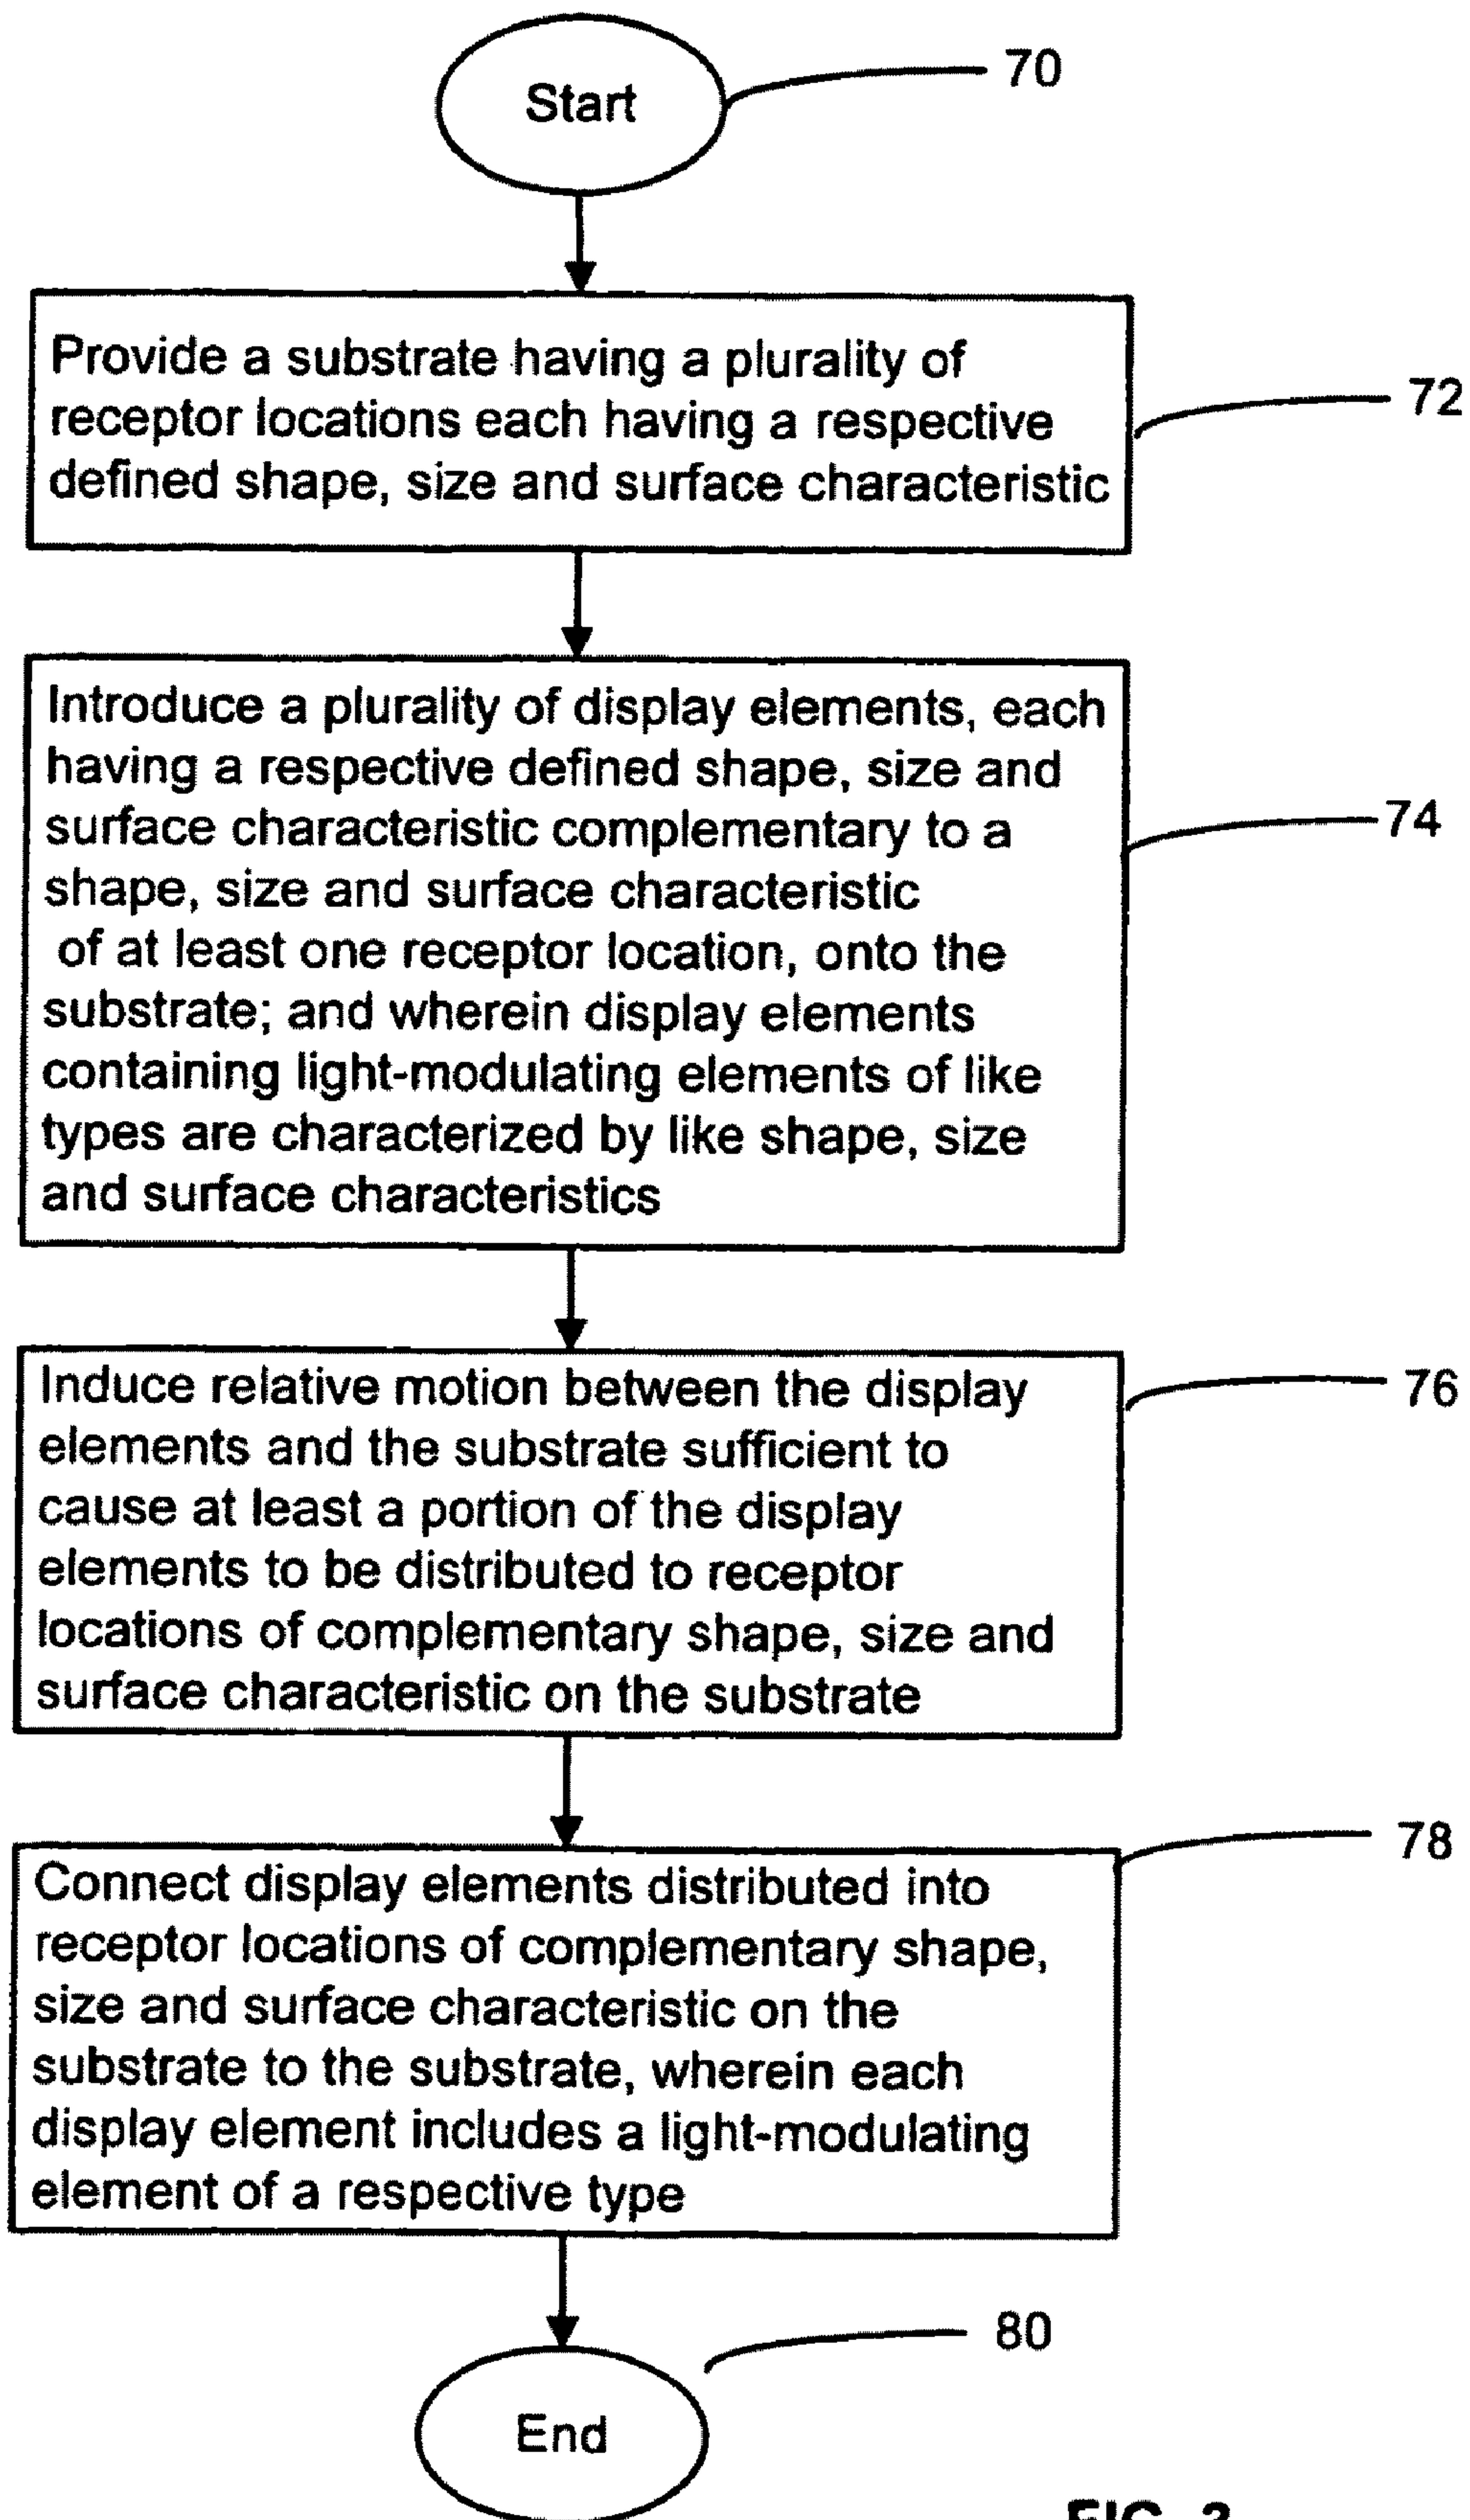 Start
70
Provide a substrate having a plurality of
receptor locations each having a respective
defined shape, size and surface characteristic
72
Introduce a plurality of display elements, each
having a respective defined shape, size and
surface characteristic complementary to a
shape, size and surface characteristic
of at least one receptor location, onto the
substrate; and wherein display elements
containing light-modulating elements of like
types are characterized by like shape, size
and surface characteristics
74
Induce relative motion between the display
elements and the substrate sufficient to
cause at least a portion of the display
elements to be distributed to receptor
locations of complementary shape, size and
surface characteristic on the substrate
76
Connect display elements distributed into
receptor locations of complementary shape,
size and surface characteristic on the
substrate to the substrate, wherein each
display element includes a light-modulating
element of a respective type
78
End
80
FIG.